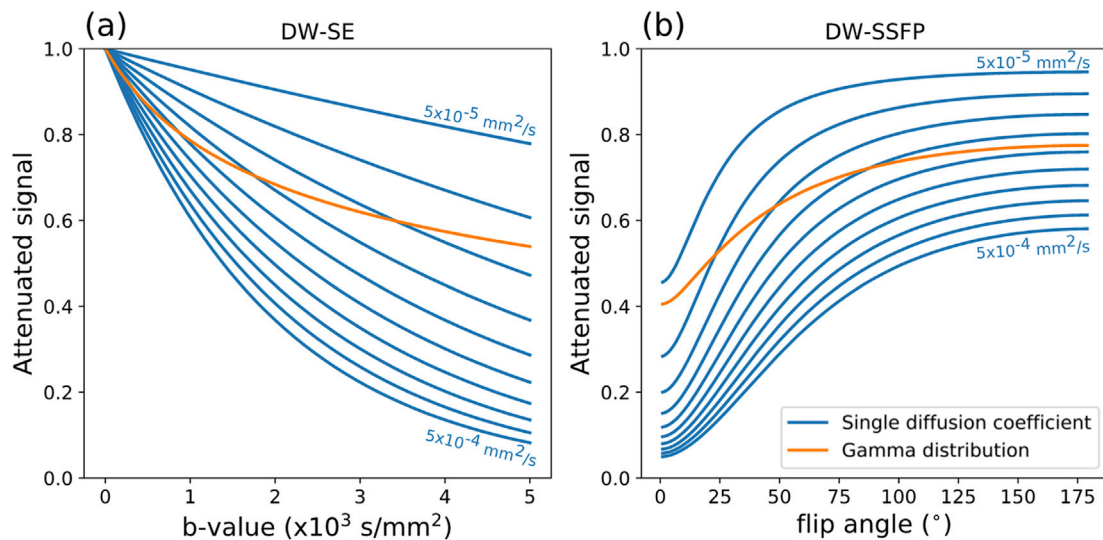 (a)
DW-SE
Attenuated signal
1.0
0.8
0.6
0.4
0.2
0.0
5x10⁻⁵ mm²/s
5x10⁻⁴ mm²/s
0 1 2 3 4 5
b-value (x10³ s/mm²)
(b)
DW-SSFP
Attenuated signal
1.0
0.8
0.6
0.4
0.2
0.0
5x10⁻⁵ mm²/s
5x10⁻⁴ mm²/s
Single diffusion coefficient
Gamma distribution
0 25 50 75 100 125 150 175
flip angle (°)